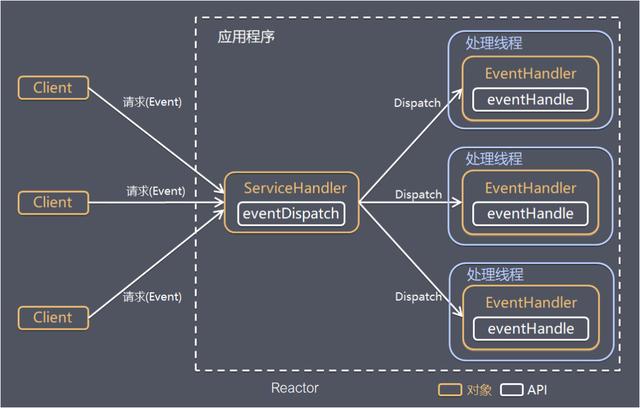 应用程序
处理线程
EventHandler
eventHandle
Client
请求(Event)
Dispatch
处理线程
ServiceHandler
eventDispatch
EventHandler
eventHandle
Client
请求(Event)
Dispatch
处理线程
EventHandler
eventHandle
Client
请求(Event)
Dispatch
Reactor
对象
API